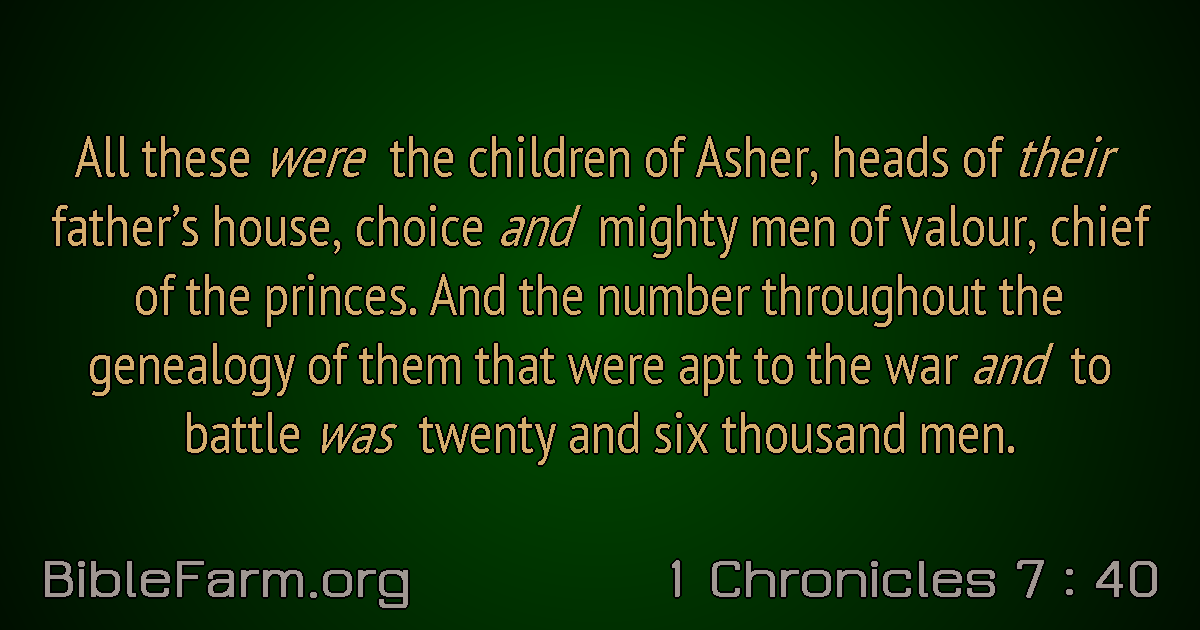 All these were the children of Asher, heads of their
father’s house, choice and mighty men of valour, chief
of the princes. And the number throughout the
genealogy of them that were apt to the war and to
battle was twenty and six thousand men.
BibleFarm.org
1 Chronicles 7 : 40